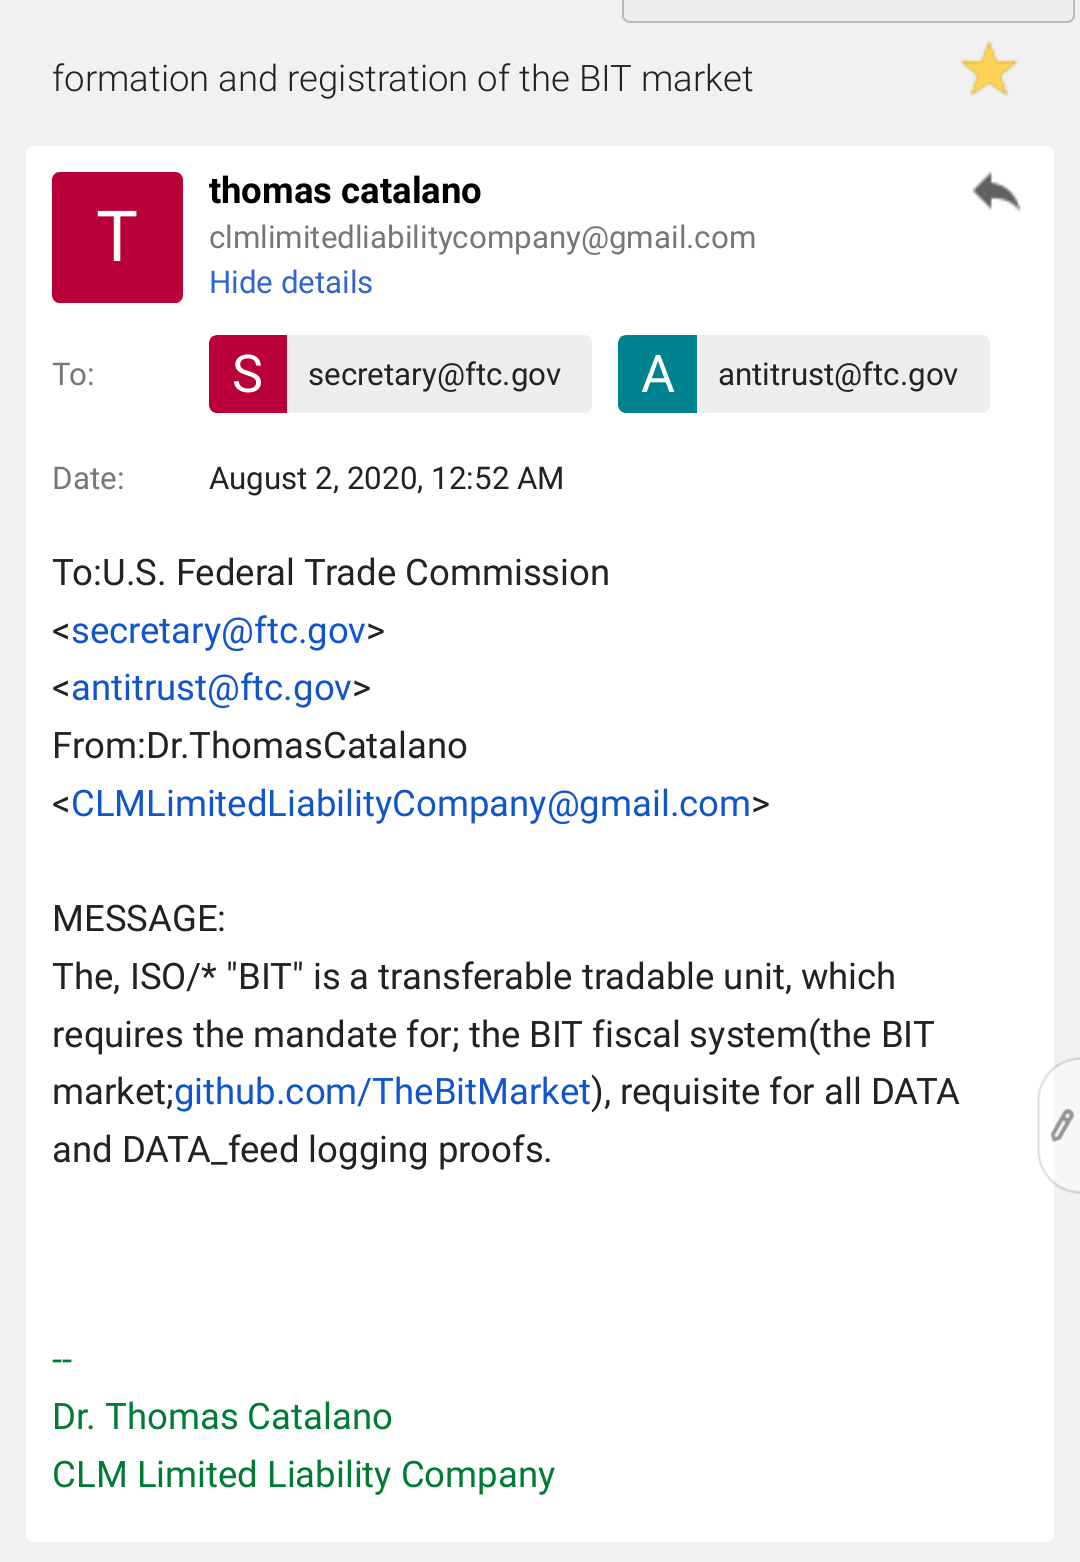 formation and registration of the BIT market
T
thomas catalano
clmlimitedliabilitycompany@gmail.com
Hide details
To: S secretary@ftc.gov A antitrust@ftc.gov
Date: August 2, 2020, 12:52 AM
To:U.S. Federal Trade Commission
<secretary@ftc.gov>
<antitrust@ftc.gov>
From:Dr.ThomasCatalano
<CLMLimitedLiabilityCompany@gmail.com>
MESSAGE:
The, ISO/* "BIT" is a transferable tradable unit, which
requires the mandate for; the BIT fiscal system(the BIT
market;github.com/TheBitMarket), requisite for all DATA
and DATA_feed logging proofs.
--
Dr. Thomas Catalano
CLM Limited Liability Company